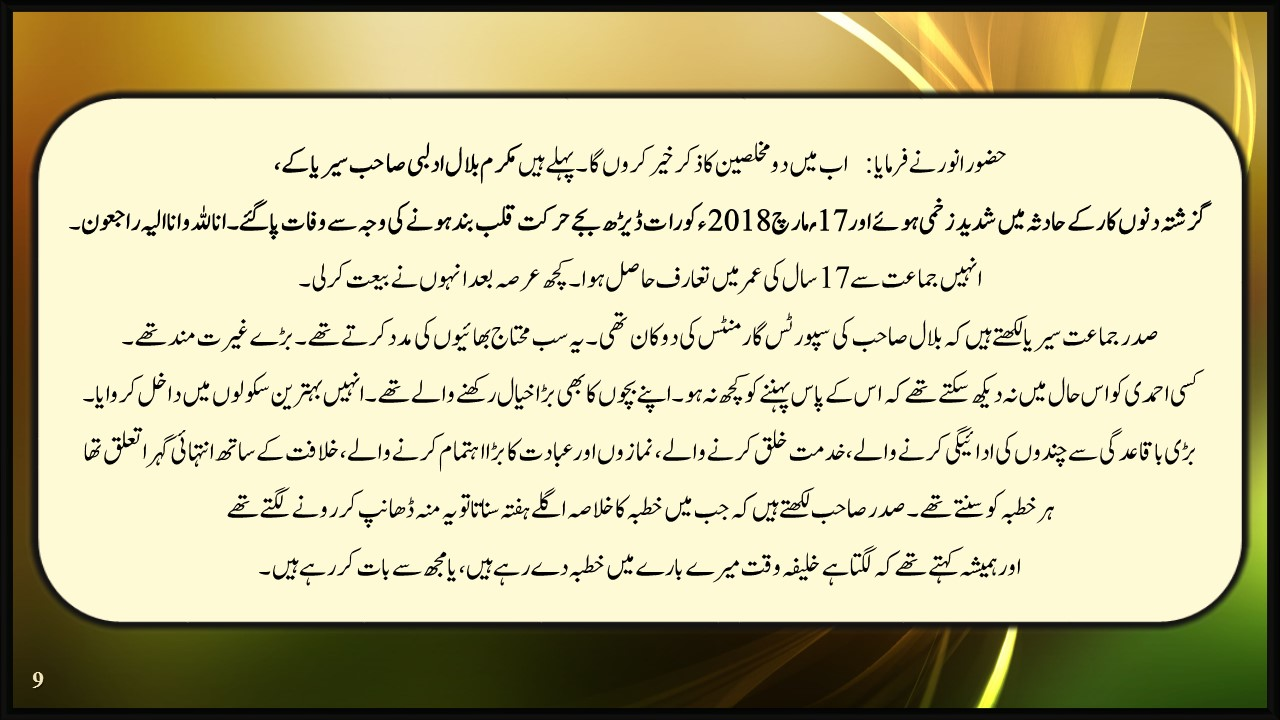 حضور انور نے فرمایا: اب میں دو مخلصین کا ذکر خیر کروں گا۔ پہلے ہیں مکرم بلال ادلبی صاحب سیریا کے،
گزشتہ دنوں کار کے حادثہ میں شدید زخمی ہوئے اور 17؍مارچ 2018ء کو رات ڈیڑھ بجے حرکت قلب بند ہونے کی وجہ سے وفات پا گئے۔ انا للہ وانا الیہ راجعون۔
انہیں جماعت سے 17 سال کی عمر میں تعارف حاصل ہوا۔ کچھ عرصہ بعد انہوں نے بیعت کرلی۔
صدر جماعت سیریا لکھتے ہیں کہ بلال صاحب کی سپورٹس گارمنٹس کی دوکان تھی۔ یہ سب محتاج بھائیوں کی مدد کرتے تھے۔ بڑے غیرت مند تھے۔
کسی احمدی کو اس حال میں نہ دیکھ سکتے تھے کہ اس کے پاس پہننے کو کچھ نہ ہو۔ اپنے بچوں کا بھی بڑا خیال رکھنے والے تھے۔ انہیں بہترین سکولوں میں داخل کروایا۔
بڑی باقاعدگی سے چندوں کی ادائیگی کرنے والے، خدمت خلق کرنے والے، نمازوں اور عبادت کا بڑا اہتمام کرنے والے، خلافت کے ساتھ انتہائی گہرا تعلق تھا
ہر خطبہ کو سنتے تھے۔ صدر صاحب لکھتے ہیں کہ جب میں خطبہ کا خلاصہ اگلے ہفتہ سناتا تو یہ منہ ڈھانپ کر رونے لگتے تھے
اور ہمیشہ کہتے تھے کہ لگتا ہے خلیفہ وقت میرے بارے میں خطبہ دے رہے ہیں، یا مجھ سے بات کر رہے ہیں۔
9